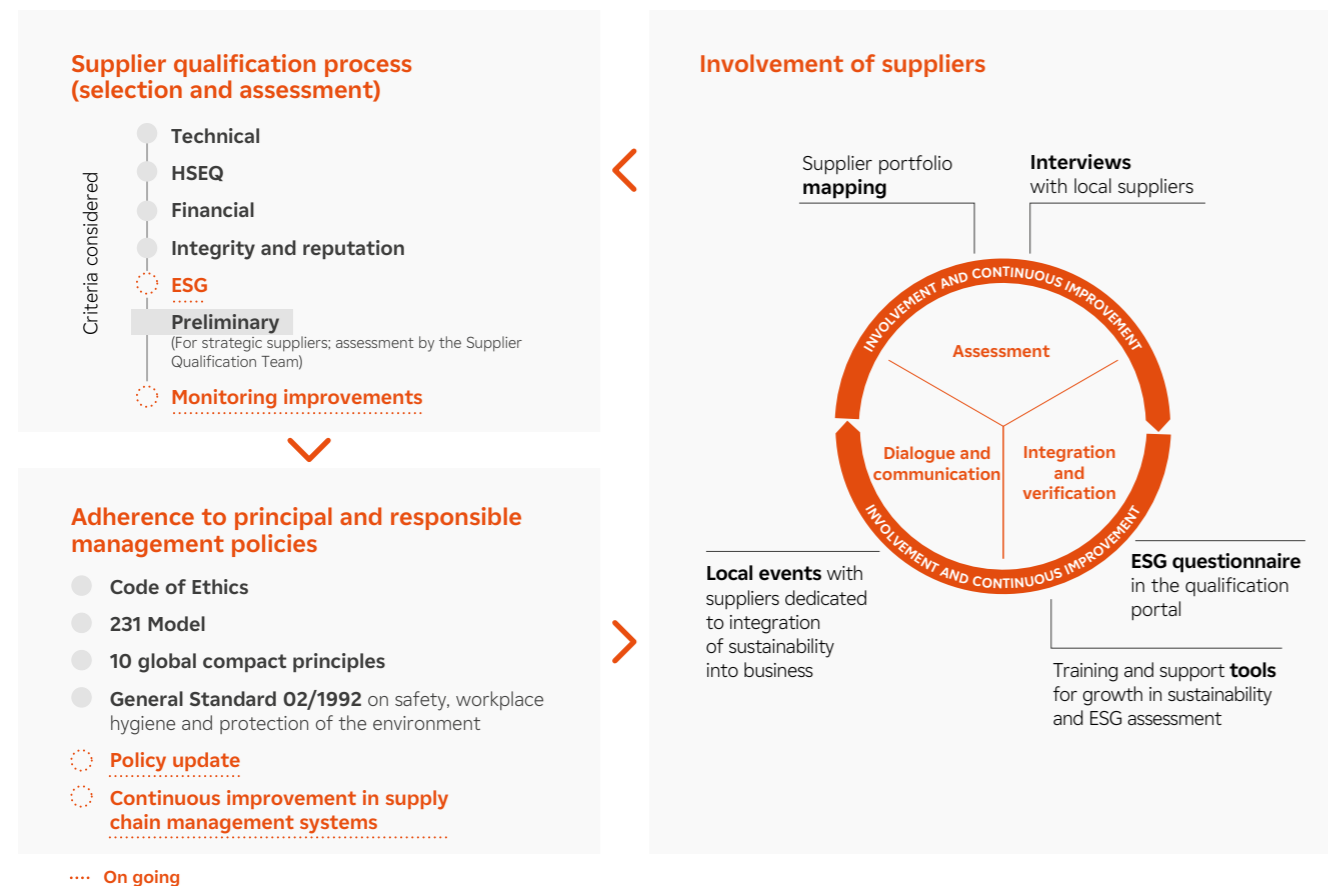 Supplier qualification process
(selection and assessment)
Criteria considered
Technical
HSEQ
Financial
Integrity and reputation
ESG
Preliminary
(For strategic suppliers; assessment by the Supplier
Qualification Team)
Monitoring improvements
Adherence to principal and responsible
management policies
Code of Ethics
231 Model
10 global compact principles
General Standard 02/1992 on safety, workplace
hygiene and protection of the environment
Policy update
Continuous improvement in supply
chain management systems
.... On going
Involvement of suppliers
Supplier portfolio
mapping
Interviews
with local suppliers
INVOLVEMENT AND CONTINUOUS IMPROVEMENT
Assessment
Dialogue and
communication
Integration
and
verification
INVOLVEMENT AND CONTINUOUS IMPROVEMENT
Local events with
suppliers dedicated
to integration
of sustainability
into business
ESG questionnaire
in the qualification
portal
Training and support tools
for growth in sustainability
and ESG assessment